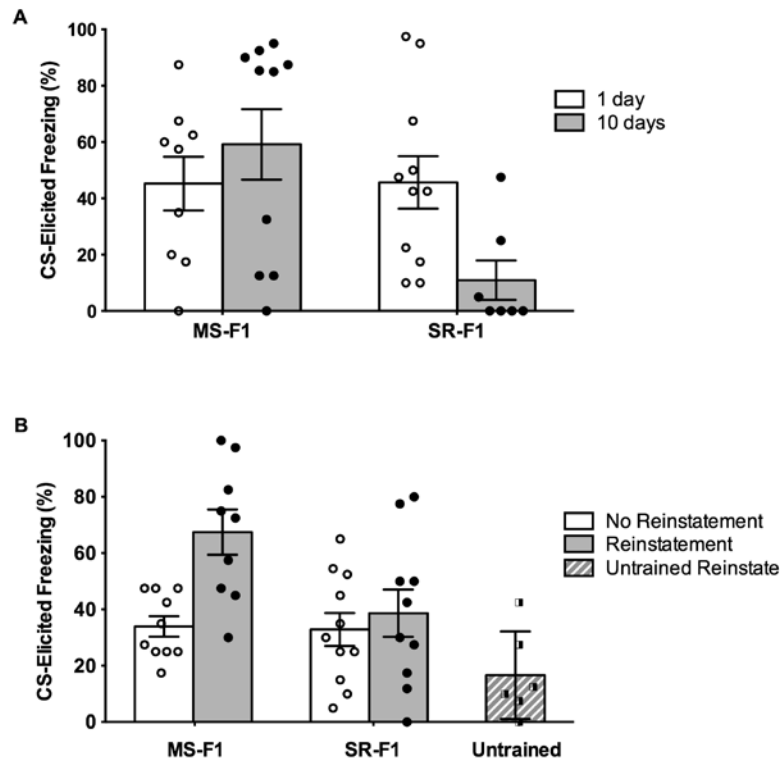 A
CS-Elicited Freezing (%)
100
80
60
40
20
0
MS-F1
SR-F1
1 day
10 days
B
CS-Elicited Freezing (%)
100
80
60
40
20
0
MS-F1
SR-F1
Untrained
No Reinstatement
Reinstatement
Untrained Reinstate